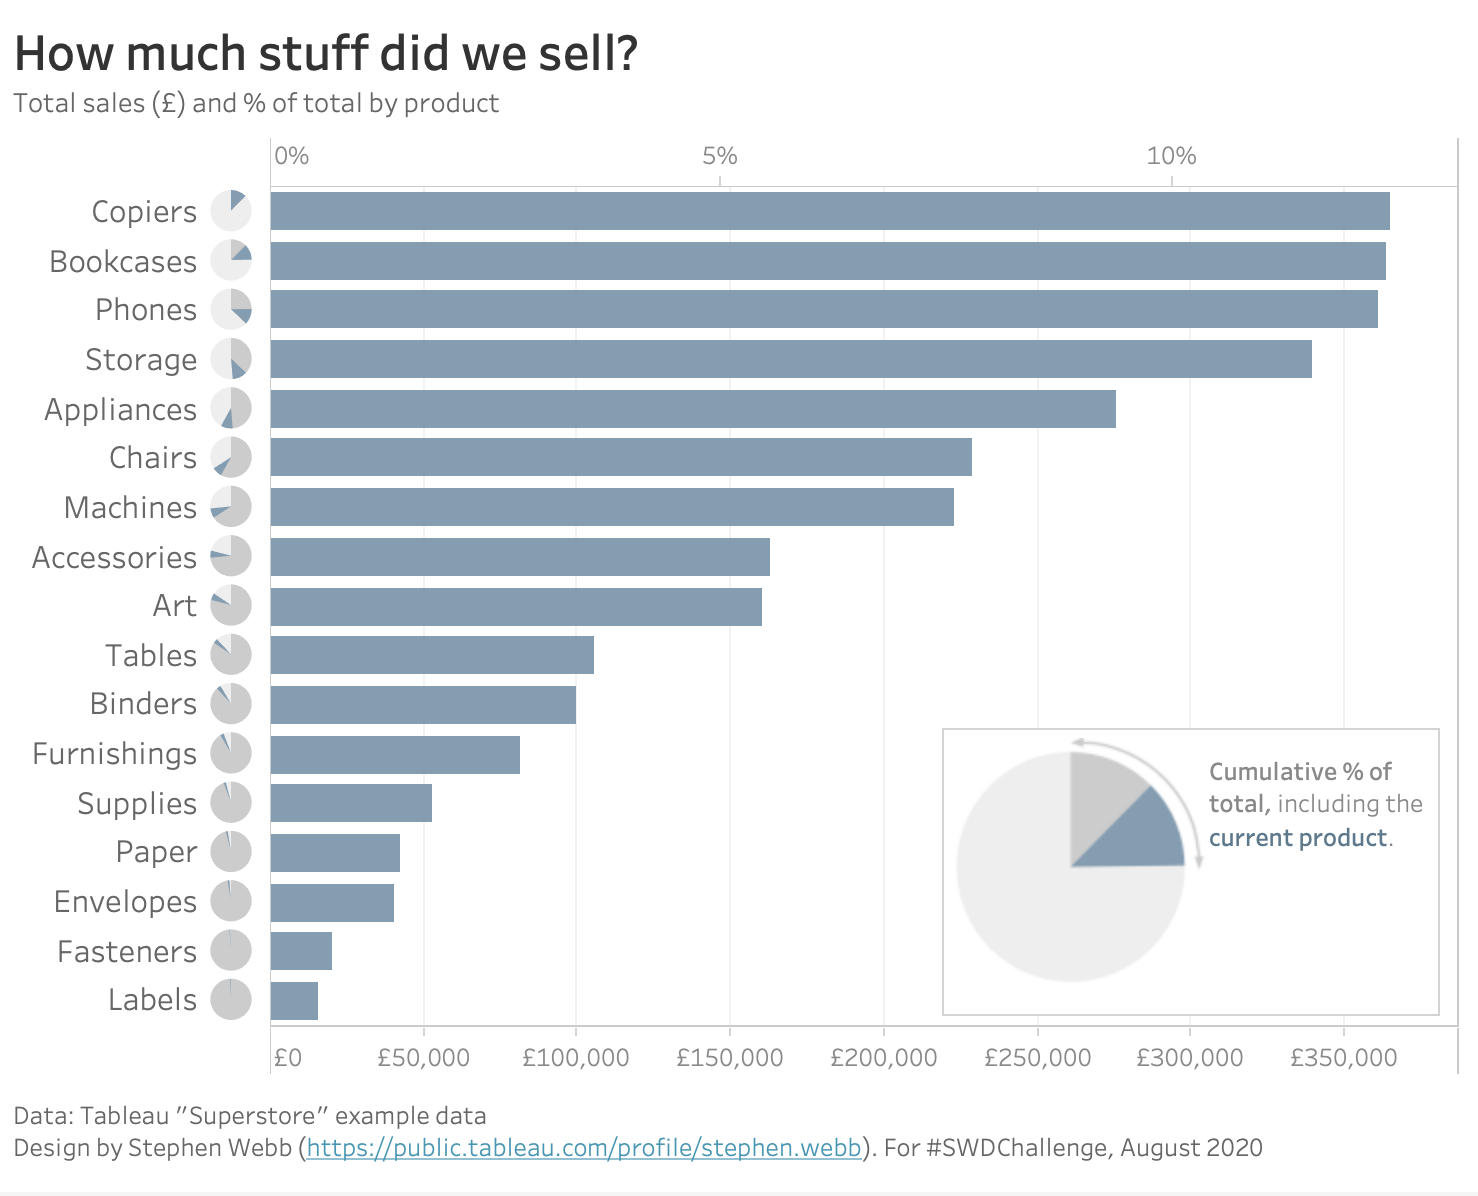 How much stuff did we sell?
Total sales (£) and % of total by product
0% 5% 10%
Copiers
Bookcases
Phones
Storage
Appliances
Chairs
Machines
Accessories
Art
Tables
Binders
Furnishings
Supplies
Paper
Envelopes
Fasteners
Labels
Cumulative % of
total, including the
current product.
£0 £50,000 £100,000 £150,000 £200,000 £250,000 £300,000 £350,000
Data: Tableau "Superstore" example data
Design by Stephen Webb (https://public.tableau.com/profile/stephen.webb). For #SWDChallenge, August 2020